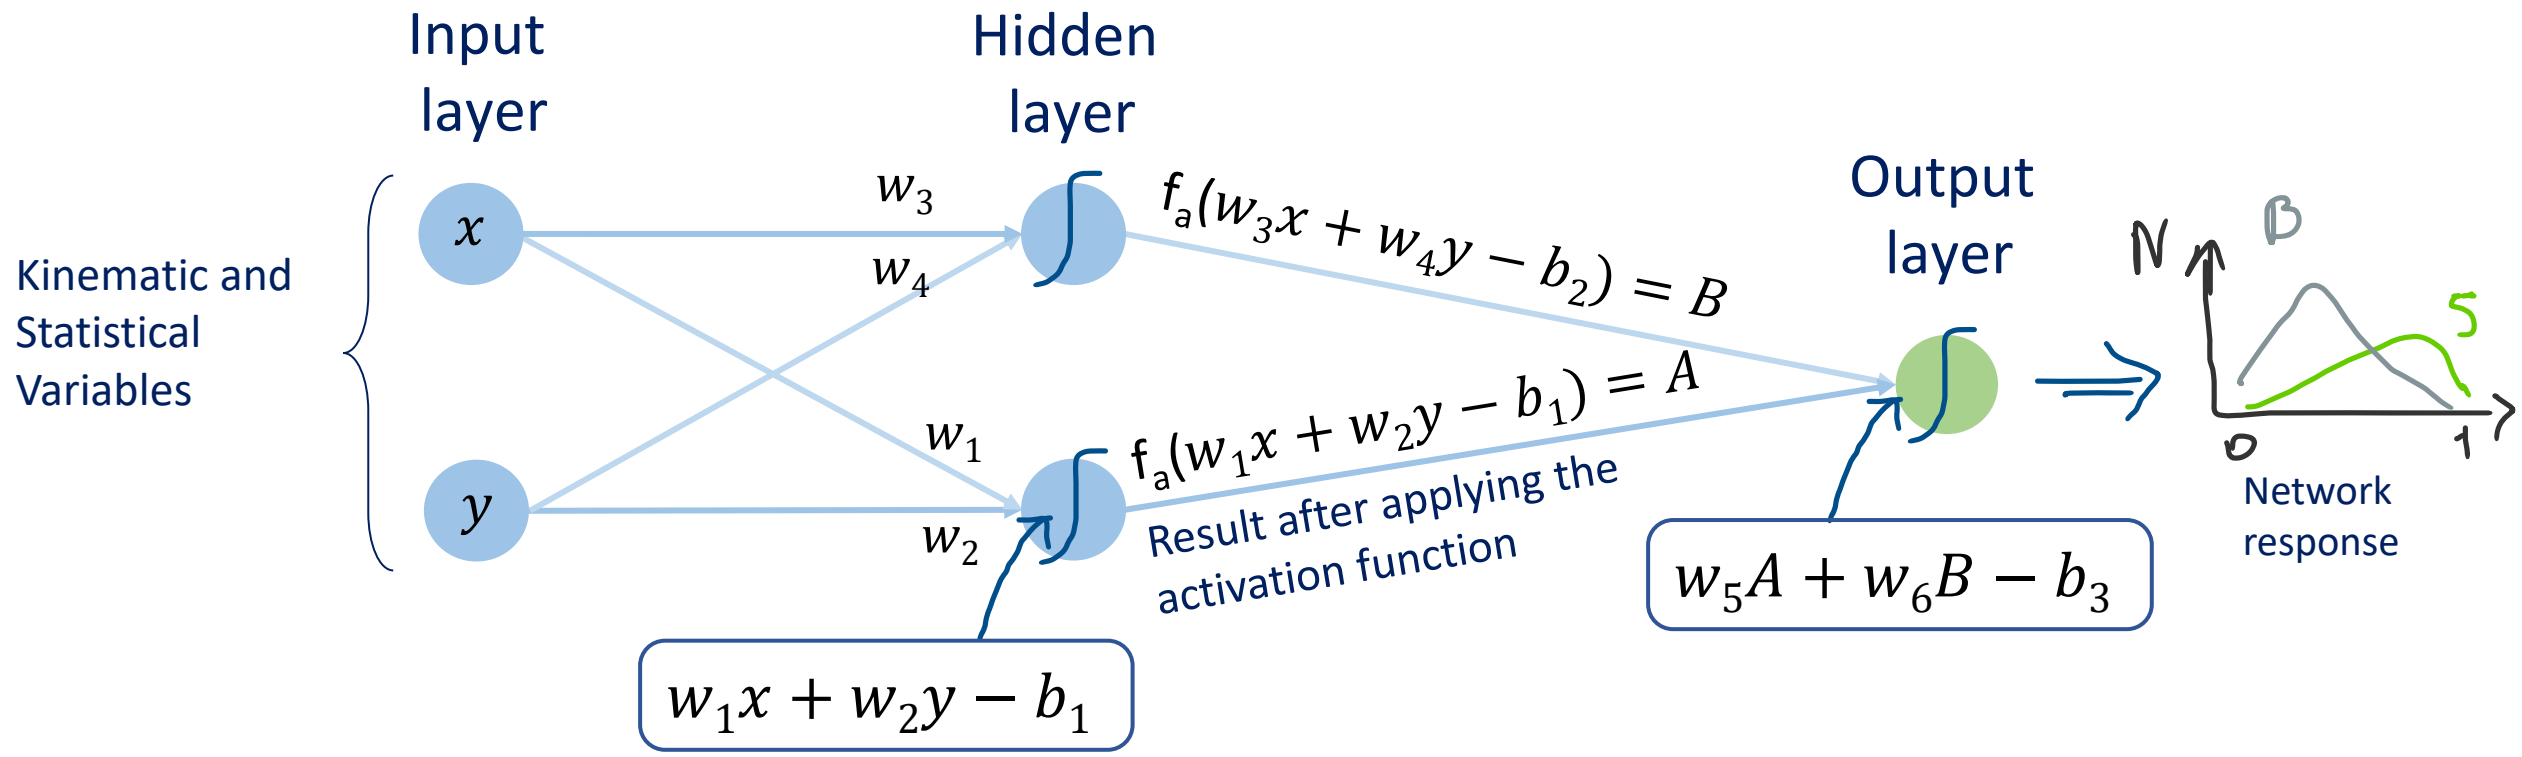 Input
layer
Hidden
layer
Output
layer
Kinematic and
Statistical
Variables
x
y
w₃
w₄
w₁
w₂
fₐ(w₃x + w₄y − b₂) = B
fₐ(w₁x + w₂y − b₁) = A
Result after applying the
activation function
w₁x + w₂y − b₁
w₅A + w₆B − b₃
N
B
S
0
1
Network
response